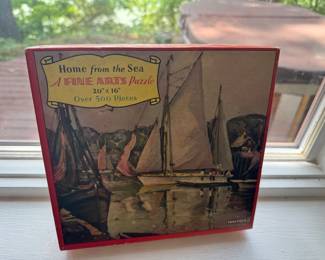 Home from the Sea
A FINE ARTS Puzzle
20" x 16"
Over 500 Pieces